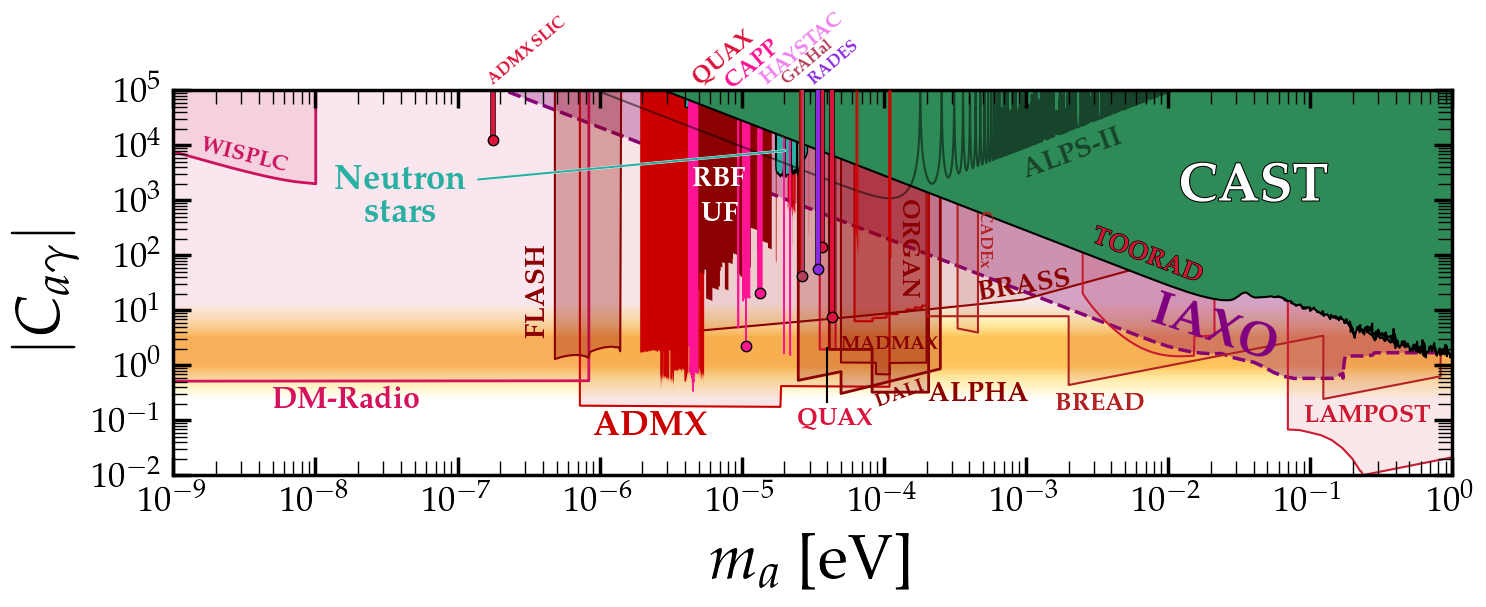 ADMX SLIC
QUAX
CAPP
HAYSTAC
GrAHal
RADES
10⁵
10⁴
10³
10²
10¹
10⁰
10⁻¹
10⁻²
|C_{aγ}|
WISPLC
Neutron
stars
RBF
UF
ALPS-II
CAST
FLASH
ORGAN
CADEx
TOORAD
BRASS
IAXO
MADMAX
DM-Radio
DALI
ALPHA
BREAD
LAMPOST
ADMX
QUAX
10⁻⁹
10⁻⁸
10⁻⁷
10⁻⁶
10⁻⁵
10⁻⁴
10⁻³
10⁻²
10⁻¹
10⁰
m_a [eV]